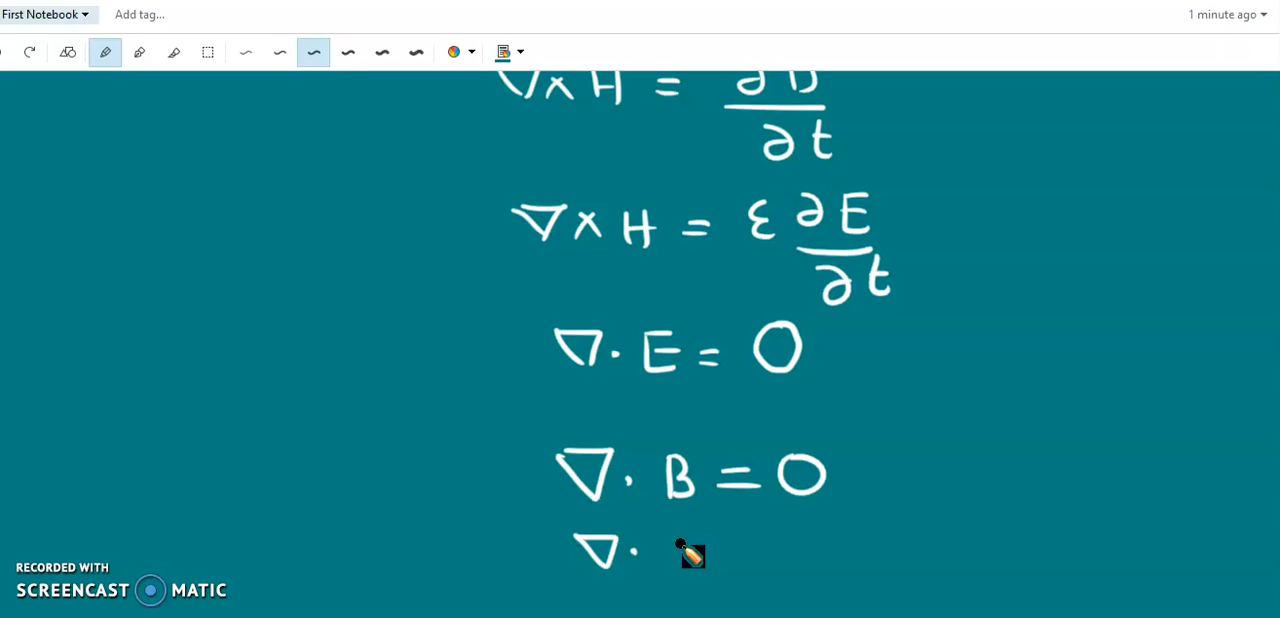 First Notebook Add tag... 1 minute ago
∇ × H = ∂D
∂t
∇ × H = ε ∂E
∂t
∇ . E = 0
∇ . B = 0
∇ .
RECORDED WITH
SCREENCAST MATIC